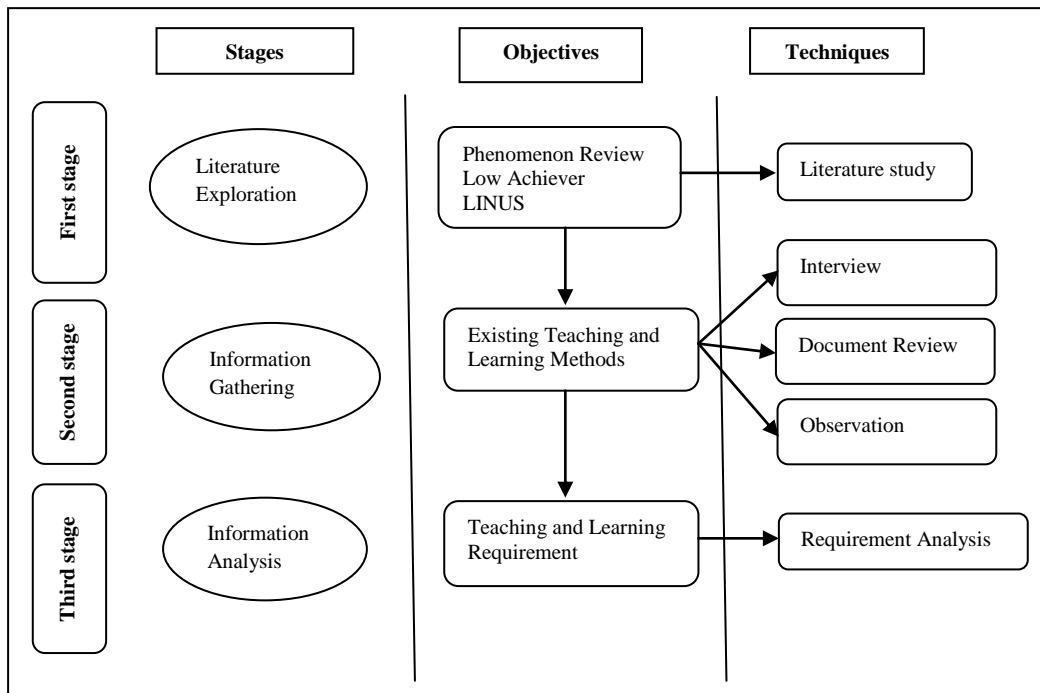 Stages
Objectives
Techniques
First stage
Literature
Exploration
Phenomenon Review
Low Achiever
LINUS
Literature study
Second stage
Information
Gathering
Existing Teaching and
Learning Methods
Interview
Document Review
Observation
Third stage
Information
Analysis
Teaching and Learning
Requirement
Requirement Analysis